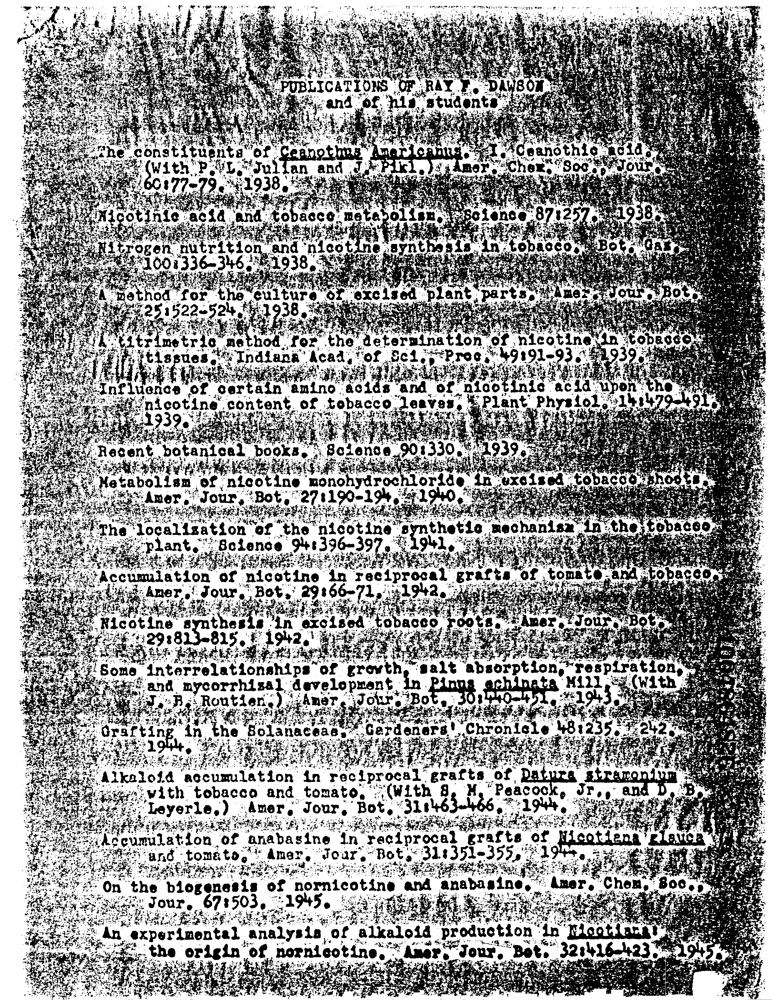 PUBLICATIONS OF RAY F. DAWSON
and of his students
The constituents of Ceanothus Americanus. I. Ceanothic acid.
(With P. L. Julian and J. Pikl.) Amer. Chem. Soc., Jour.
60:77-79. 1938.
Nicotinic acid and tobacco metabolism. Science 87:257. 1938.
Nitrogen nutrition and nicotine synthesis in tobacco. Bot. Gaz.
100:336-346. 1938.
A method for the culture of excised plant parts. Amer. Jour. Bot.
25:522-524. 1938.
A titrimetric method for the determination of nicotine in tobacco
tissues. Indiana Acad. of Sci., Proc. 49:91-93. 1939.
Influence of certain amino acids and of nicotinic acid upon the
nicotine content of tobacco leaves. Plant Physiol. 14:479-491.
1939.
Recent botanical books. Science 90:330. 1939.
Metabolism of nicotine monohydrochloride in excised tobacco shoots.
Amer. Jour. Bot. 27:190-194. 1940.
The localization of the nicotine synthetic mechanism in the tobacco
plant. Science 94:396-397. 1941.
Accumulation of nicotine in reciprocal grafts of tomato and tobacco.
Amer. Jour. Bot. 29:66-71. 1942.
Nicotine synthesis in excised tobacco roots. Amer. Jour. Bot.
29:813-815. 1942.
Some interrelationships of growth, salt absorption, respiration,
and mycorrhizal development in Pinus echinata Mill. (With
J. B. Routien.) Amer. Jour. Bot. 30:440-451. 1943.
Grafting in the Solanaceae. Gardeners' Chronicle 48:235. 242.
1944.
Alkaloid accumulation in reciprocal grafts of Datura stramonium
with tobacco and tomato. (With S. M. Peacock, Jr., and D. B.
Leyerle.) Amer. Jour. Bot. 31:463-466. 1944.
Accumulation of anabasine in reciprocal grafts of Nicotiana glauca
and tomato. Amer. Jour. Bot. 31:351-355, 1944.
On the biogenesis of nornicotine and anabasine. Amer. Chem. Soc.,
Jour. 67:503. 1945.
An experimental analysis of alkaloid production in Nicotiana:
the origin of nornicotine. Amer. Jour. Bot. 32:416-423. 1945.